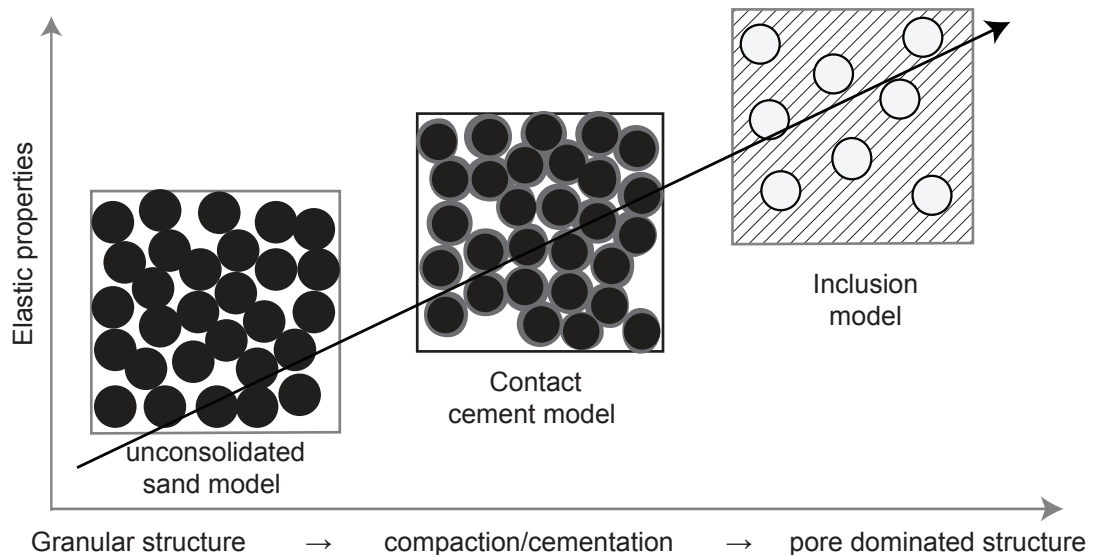 Elastic properties
Inclusion
model
Contact
cement model
unconsolidated
sand model
Granular structure → compaction/cementation → pore dominated structure